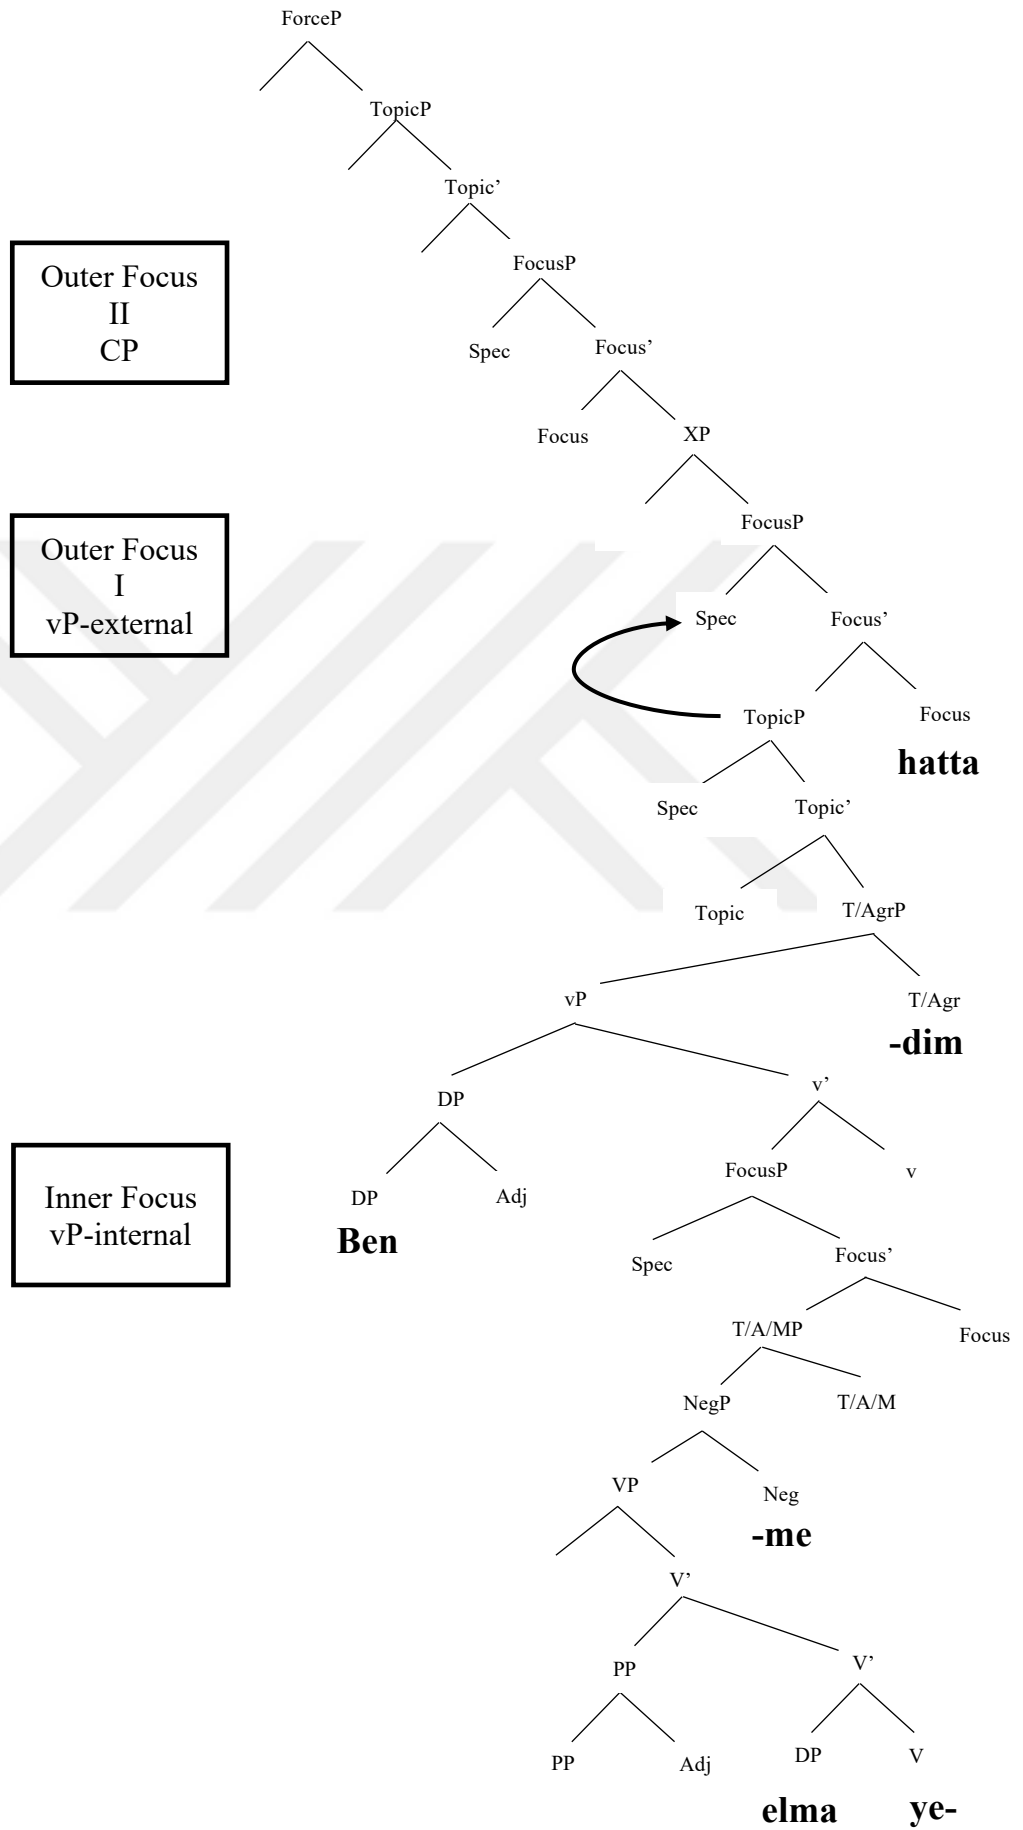 ForceP
TopicP
Topic’
Outer Focus
II
CP
FocusP
Spec Focus’
Focus XP
Outer Focus
I
vP-external
FocusP
Spec Focus’
TopicP Focus
hatta
Spec Topic’
Topic T/AgrP
vP T/Agr
-dim
DP v’
Inner Focus
vP-internal
DP Adj FocusP v
Ben
Spec Focus’
T/A/MP Focus
NegP T/A/M
VP Neg
-me
V’
PP V’
PP Adj DP V
elma ye-